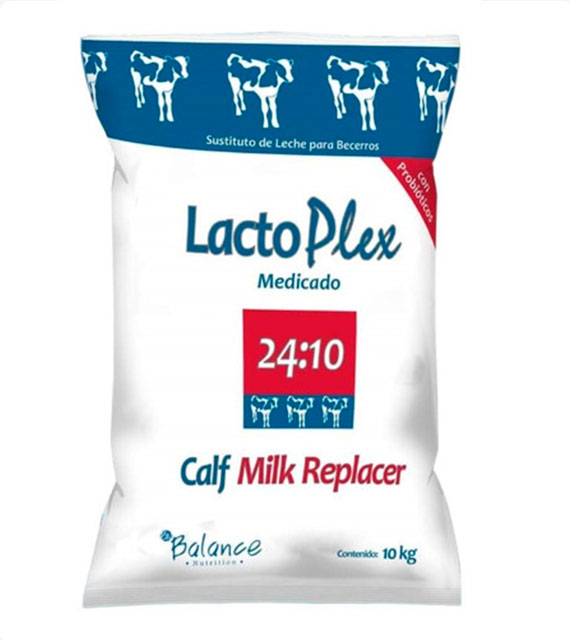 Sustituto de Leche para Becerros
con
Probióticos
LactoPlex
Medicado
24:10
Calf Milk Replacer
Balance
• Nutrition •
Contenido: 10 kg